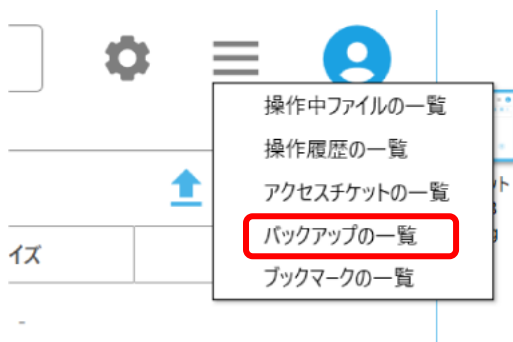 操作中ファイルの一覧
操作履歴の一覧
アクセスチケットの一覧
バックアップの一覧
ブックマークの一覧
イズ
-
ット